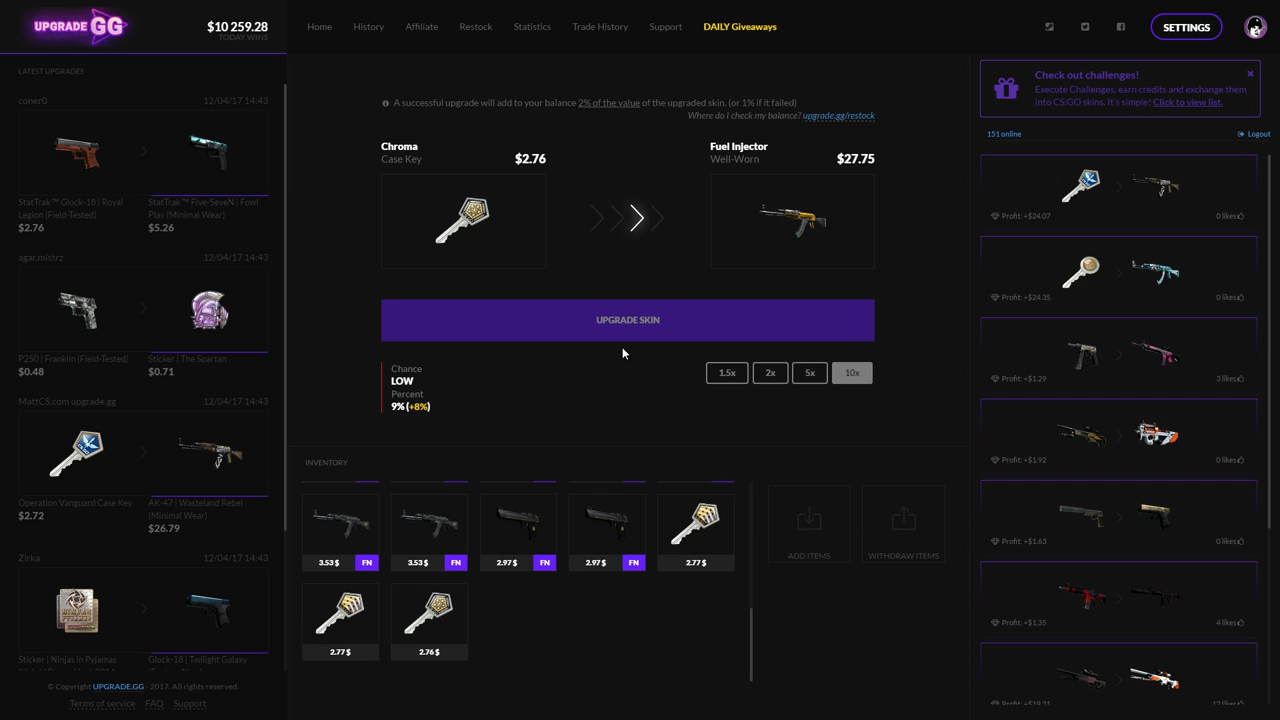 UPGRADE GG
$10 259.28
TODAY WINS
Home
History
Affiliate
Restock
Statistics
Trade History
Support
DAILY Giveaways
SETTINGS
LATEST UPGRADES
coner0 12/04/17 14:43
StatTrak™ Glock-18 | Royal
Legion (Field-Tested)
$2.76
StatTrak™ Five-SeveN | Fowl
Play (Minimal Wear)
$5.26
agar.mistrz 12/04/17 14:43
P250 | Franklin (Field-Tested)
$0.48
Sticker | The Spartan
$0.71
MattCS.com upgrade.gg 12/04/17 14:43
Operation Vanguard Case Key
$2.72
AK-47 | Wasteland Rebel
(Minimal Wear)
$26.79
Zirka 12/04/17 14:43
Sticker | Ninjas in Pyjamas
Glock-18 | Twilight Galaxy
© Copyright UPGRADE.GG - 2017. All rights reserved.
Terms of service FAQ Support
A successful upgrade will add to your balance 2% of the value of the upgraded skin. (or 1% if it failed)
Where do I check my balance? upgrade.gg/restock
Chroma
Case Key
$2.76
Fuel Injector
Well-Worn
$27.75
UPGRADE SKIN
Chance
LOW
Percent
9% (+8%)
1.5x
2x
5x
10x
INVENTORY
3.53 $ FN
3.53 $ FN
2.97 $ FN
2.97 $ FN
2.77 $
2.77 $
2.76 $
ADD ITEMS
WITHDRAW ITEMS
Check out challenges!
Execute Challenges, earn credits and exchange them
into CS:GO skins. It's simple! Click to view list.
151 online
Logout
Profit: +$24.07 0 likes
Profit: +$24.35 0 likes
Profit: +$1.29 3 likes
Profit: +$1.92 0 likes
Profit: +$1.63 0 likes
Profit: +$1.35 4 likes
Profit: +$19.31 12 likes